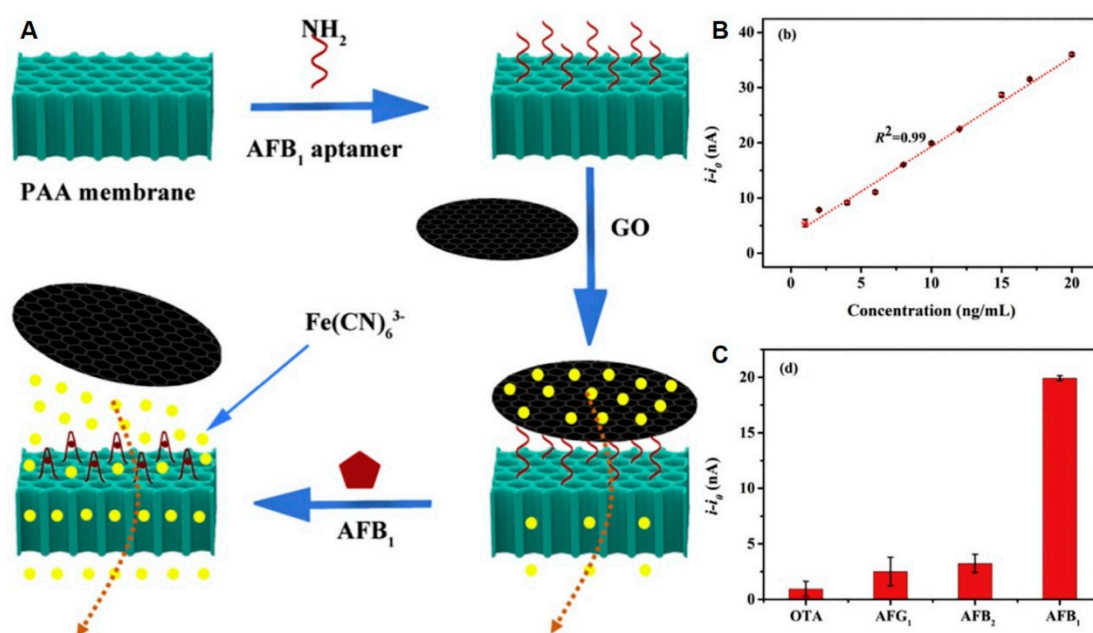 A
NH2
AFB1 aptamer
PAA membrane
GO
Fe(CN)6 3-
AFB1
B
(b)
40
30
20
10
0
R2=0.99
i-i0 (nA)
0 5 10 15 20
Concentration (ng/mL)
C
(d)
20
15
10
5
0
i-i0 (nA)
OTA AFG1 AFB2 AFB1